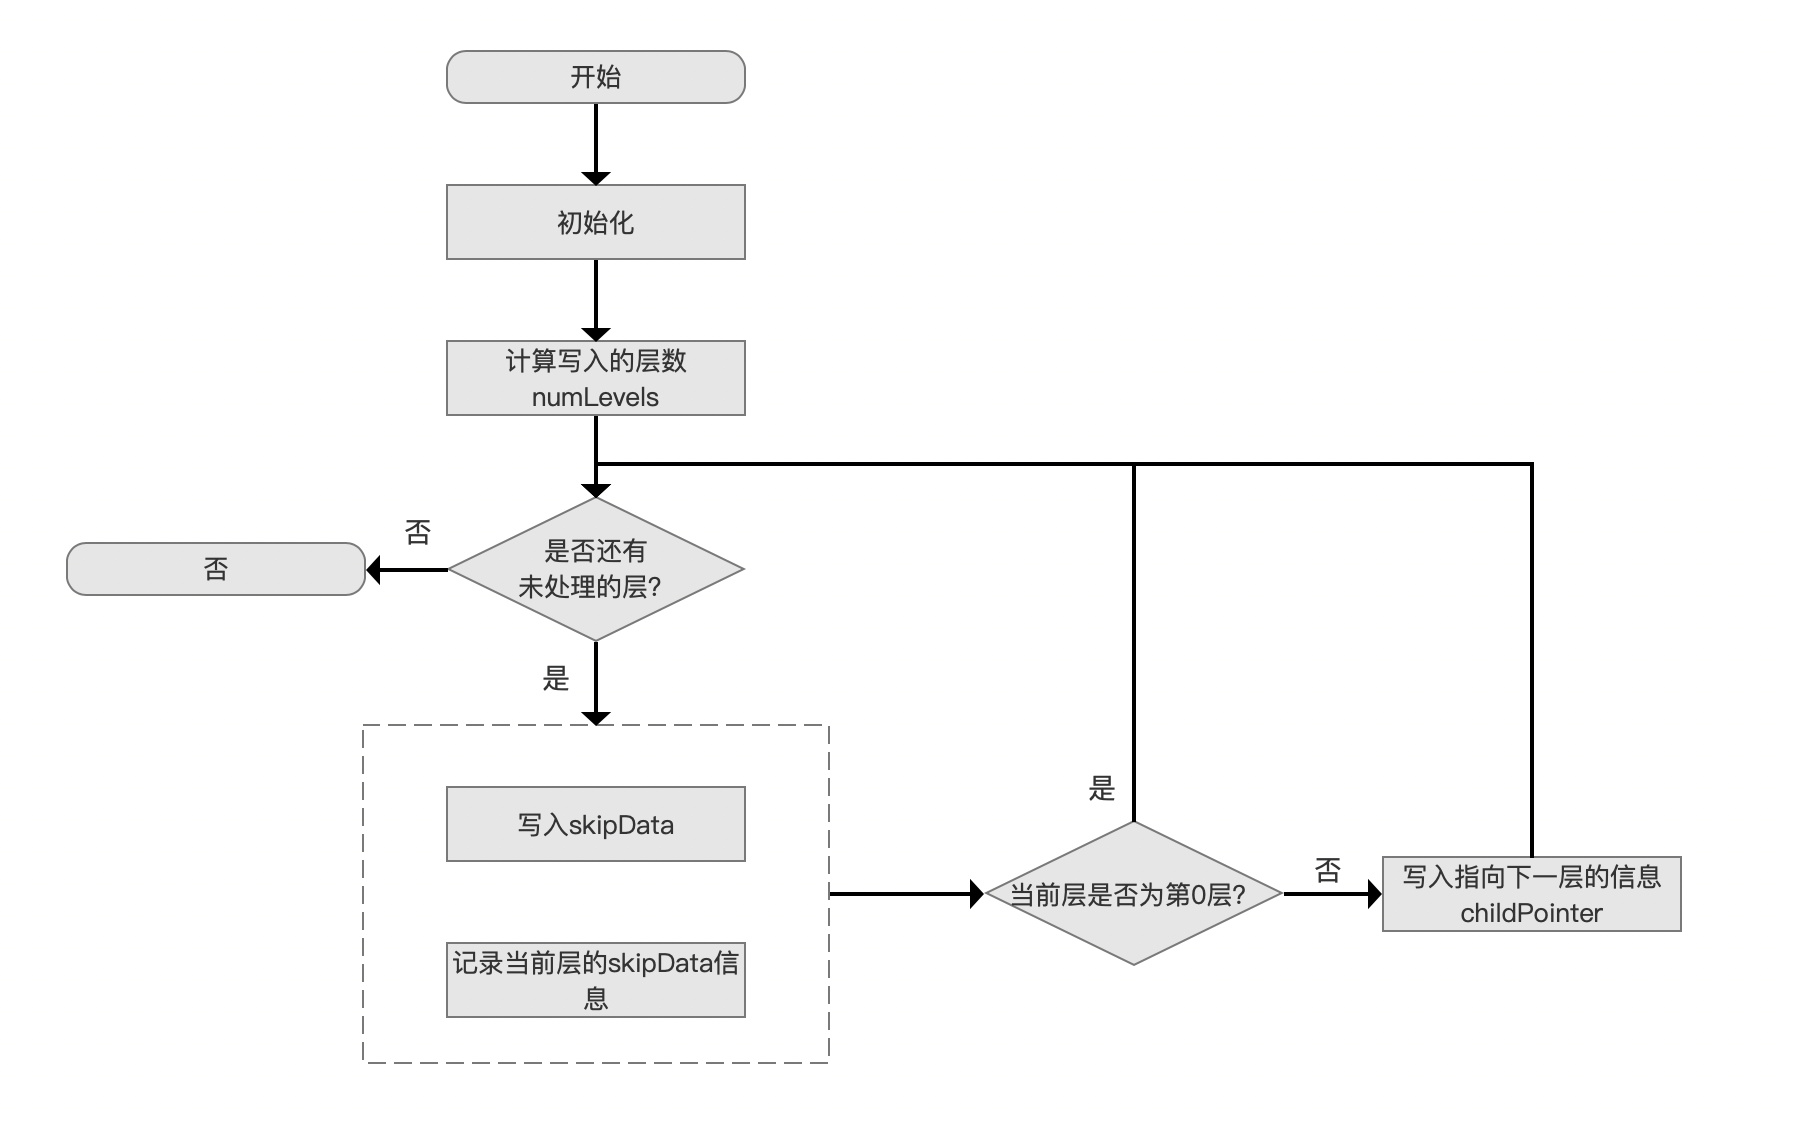 开始
初始化
计算写入的层数
numLevels
否
否
是否还有
未处理的层?
是
写入skipData
记录当前层的skipData信
息
是
当前层是否为第0层?
否
写入指向下一层的信息
childPointer